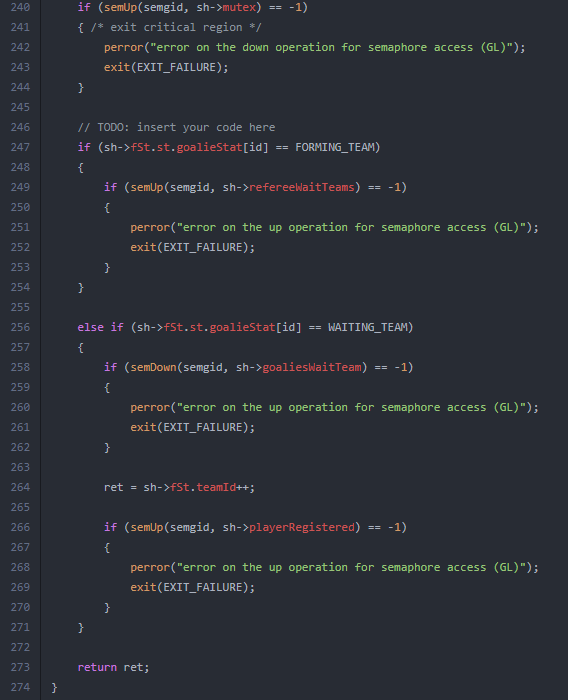 240 if (semUp(semgid, sh->mutex) == -1)
241 { /* exit critical region */
242 perror("error on the down operation for semaphore access (GL)");
243 exit(EXIT_FAILURE);
244 }
245
246 // TODO: insert your code here
247 if (sh->fSt.st.goalieStat[id] == FORMING_TEAM)
248 {
249 if (semUp(semgid, sh->refereeWaitTeams) == -1)
250 {
251 perror("error on the up operation for semaphore access (GL)");
252 exit(EXIT_FAILURE);
253 }
254 }
255
256 else if (sh->fSt.st.goalieStat[id] == WAITING_TEAM)
257 {
258 if (semDown(semgid, sh->goaliesWaitTeam) == -1)
259 {
260 perror("error on the up operation for semaphore access (GL)");
261 exit(EXIT_FAILURE);
262 }
263
264 ret = sh->fSt.teamId++;
265
266 if (semUp(semgid, sh->playerRegistered) == -1)
267 {
268 perror("error on the up operation for semaphore access (GL)");
269 exit(EXIT_FAILURE);
270 }
271 }
272
273 return ret;
274 }